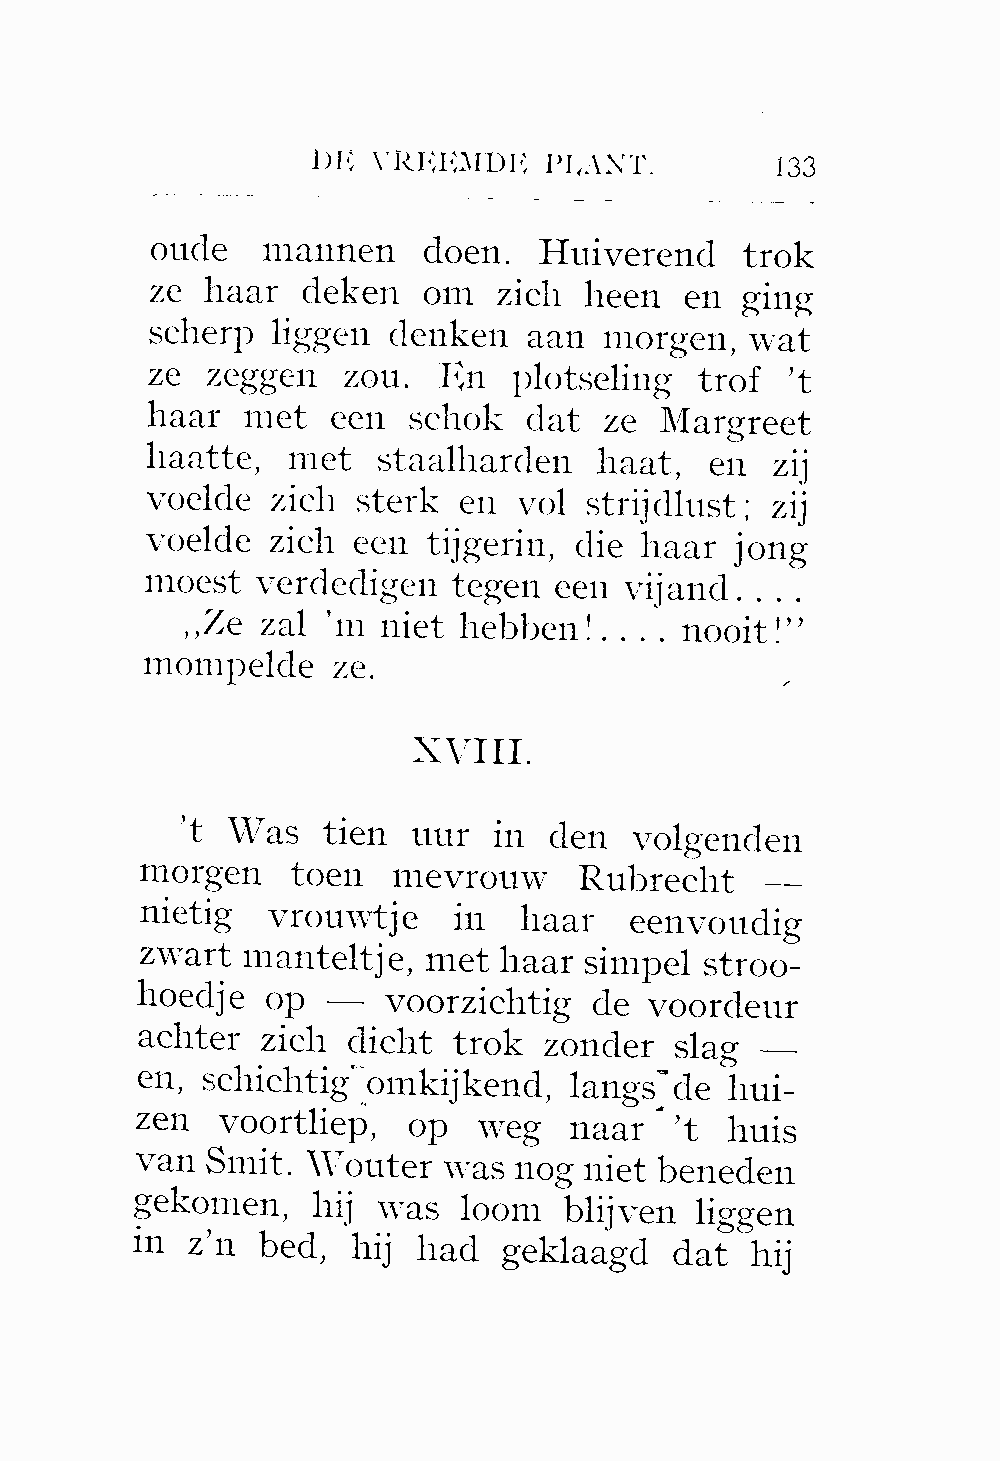 DE VREEMDE PLANT. 133
oude mannen doen. Huiverend trok
ze haar deken om zich heen en ging
scherp liggen denken aan morgen, wat
ze zeggen zou. En plotseling trof 't
haar met een schok dat ze Margreet
haatte, met staalharden haat, en zij
voelde zich sterk en vol strijdlust; zij
voelde zich een tijgerin, die haar jong
moest verdedigen tegen een vijand....
„Ze zal 'm niet hebben!.... nooit!”
mompelde ze.
XVIII.
't Was tien uur in den volgenden
morgen toen mevrouw Rubrecht —
nietig vrouwtje in haar eenvoudig
zwart manteltje, met haar simpel stroo-
hoedje op — voorzichtig de voordeur
achter zich dicht trok zonder slag —
en, schichtig omkijkend, langs de hui-
zen voortliep, op weg naar 't huis
van Smit. Wouter was nog niet beneden
gekomen, hij was loom blijven liggen
in z'n bed, hij had geklaagd dat hij